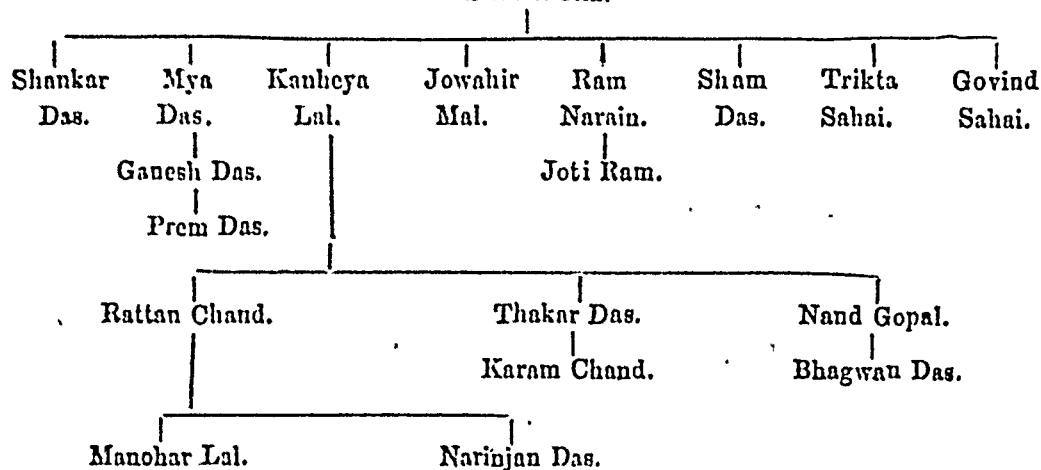 Shankar Mya Kanheya Jowahir Ram Sham Trikta Govind
Das. Das. Lal. Mal. Narain. Das. Sahai. Sahai.
Ganesh Das. Joti Ram.
Prem Das.
Rattan Chand. Thakar Das. Nand Gopal.
Karam Chand. Bhagwan Das.
Manohar Lal. Narinjan Das.